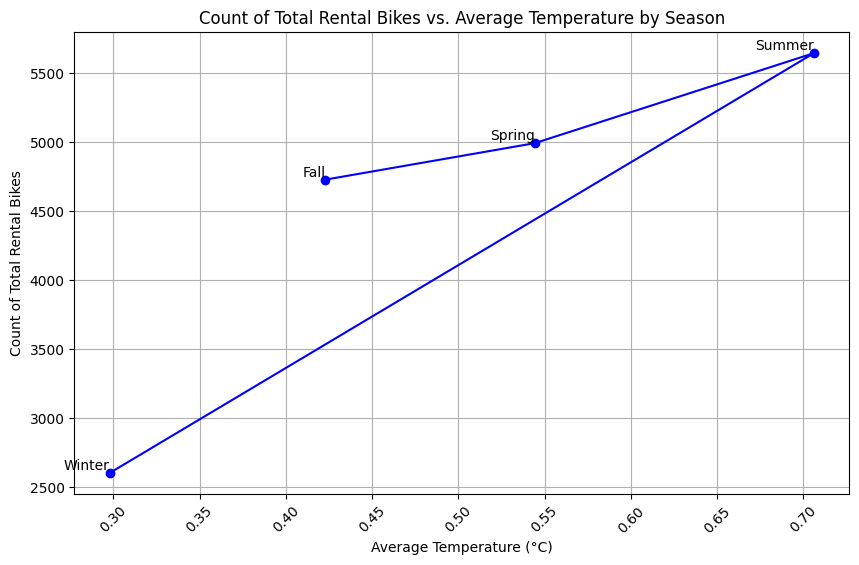 Count of Total Rental Bikes vs. Average Temperature by Season
Summer
5500
Spring
5000
Fall
4500
4000
3500
3000
Winter
2500
Count of Total Rental Bikes
0.30 0.35 0.40 0.45 0.50 0.55 0.60 0.65 0.70
Average Temperature (°C)